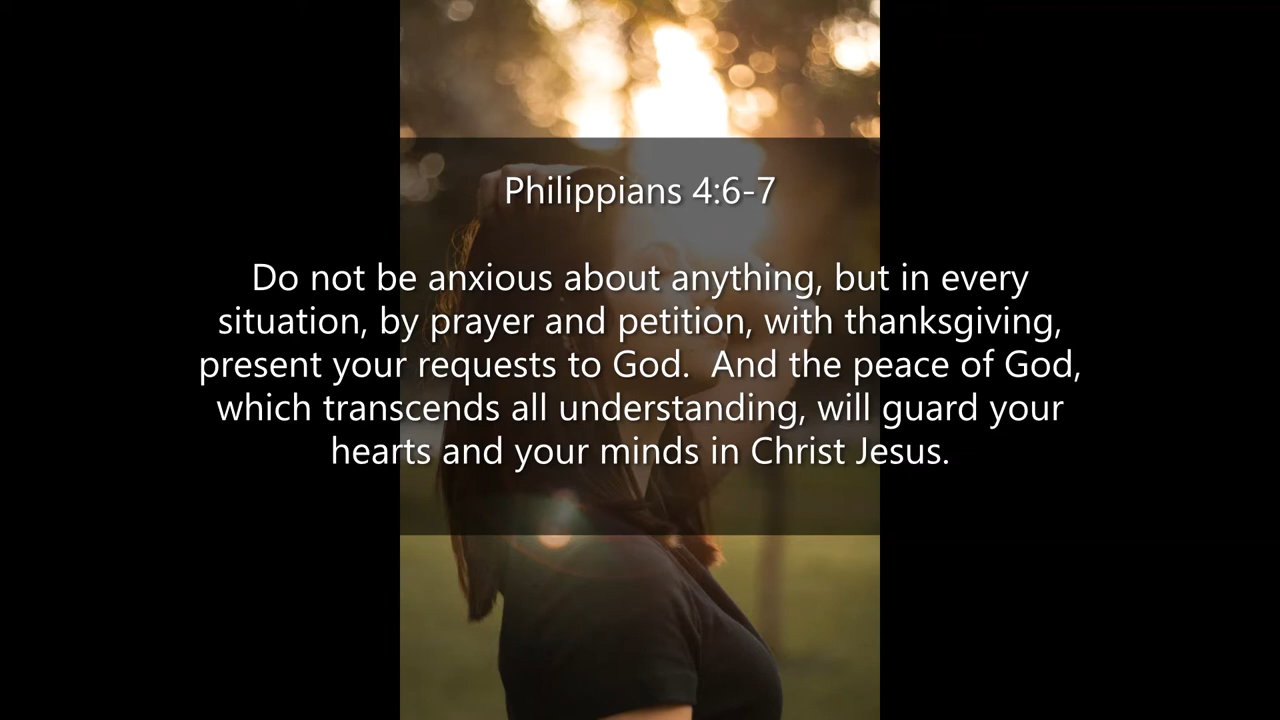 Philippians 4:6-7
Do not be anxious about anything, but in every
situation, by prayer and petition, with thanksgiving,
present your requests to God.  And the peace of God,
which transcends all understanding, will guard your
hearts and your minds in Christ Jesus.